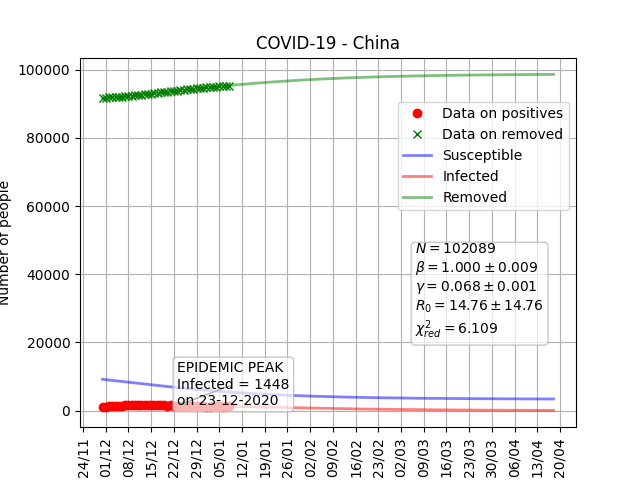 COVID-19 - China
100000
80000
60000
40000
20000
0
Number of people
Data on positives
Data on removed
Susceptible
Infected
Removed
N = 102089
β = 1.000 ± 0.009
γ = 0.068 ± 0.001
R₀ = 14.76 ± 14.76
χ²red = 6.109
EPIDEMIC PEAK
Infected = 1448
on 23-12-2020
24/11
01/12
08/12
15/12
22/12
29/12
05/01
12/01
19/01
26/01
02/02
09/02
16/02
23/02
02/03
09/03
16/03
23/03
30/03
06/04
13/04
20/04